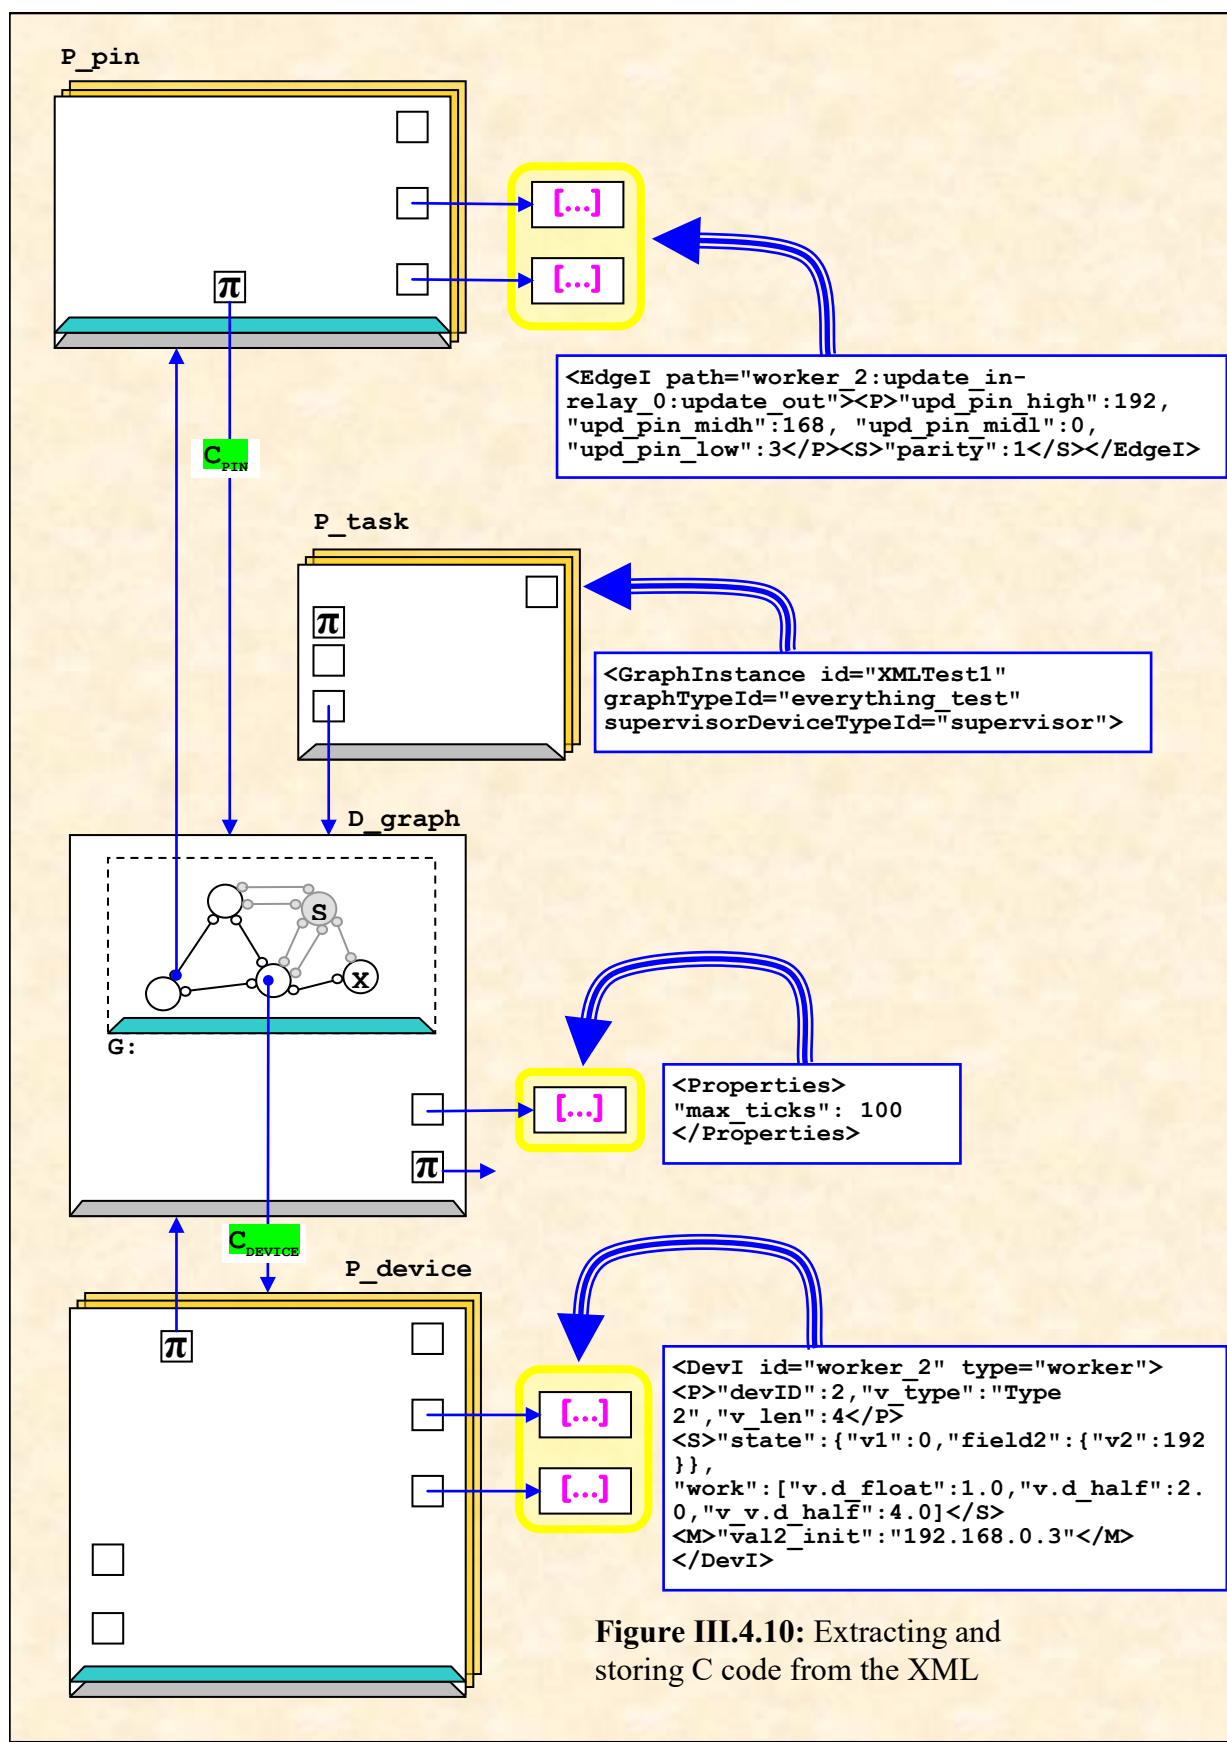 P_pin
[...]
[...]
π
<EdgeI path="worker_2:update_in-
relay_0:update_out"><P>"upd_pin_high":192,
"upd_pin_midh":168, "upd_pin_midl":0,
"upd_pin_low":3</P><S>"parity":1</S></EdgeI>
C_PIN
P_task
π
<GraphInstance id="XMLTest1"
graphTypeId="everything_test"
supervisorDeviceTypeId="supervisor">
D_graph
S
X
G:
[...]
<Properties>
"max_ticks": 100
</Properties>
π
C_DEVICE
P_device
π
[...]
[...]
<DevI id="worker_2" type="worker">
<P>"devID":2,"v_type":"Type
2","v_len":4</P>
<S>"state":{"v1":0,"field2":{"v2":192
}},
"work":["v.d_float":1.0,"v.d_half":2.
0,"v_v.d_half":4.0]</S>
<M>"val2_init":"192.168.0.3"</M>
</DevI>
Figure III.4.10: Extracting and
storing C code from the XML